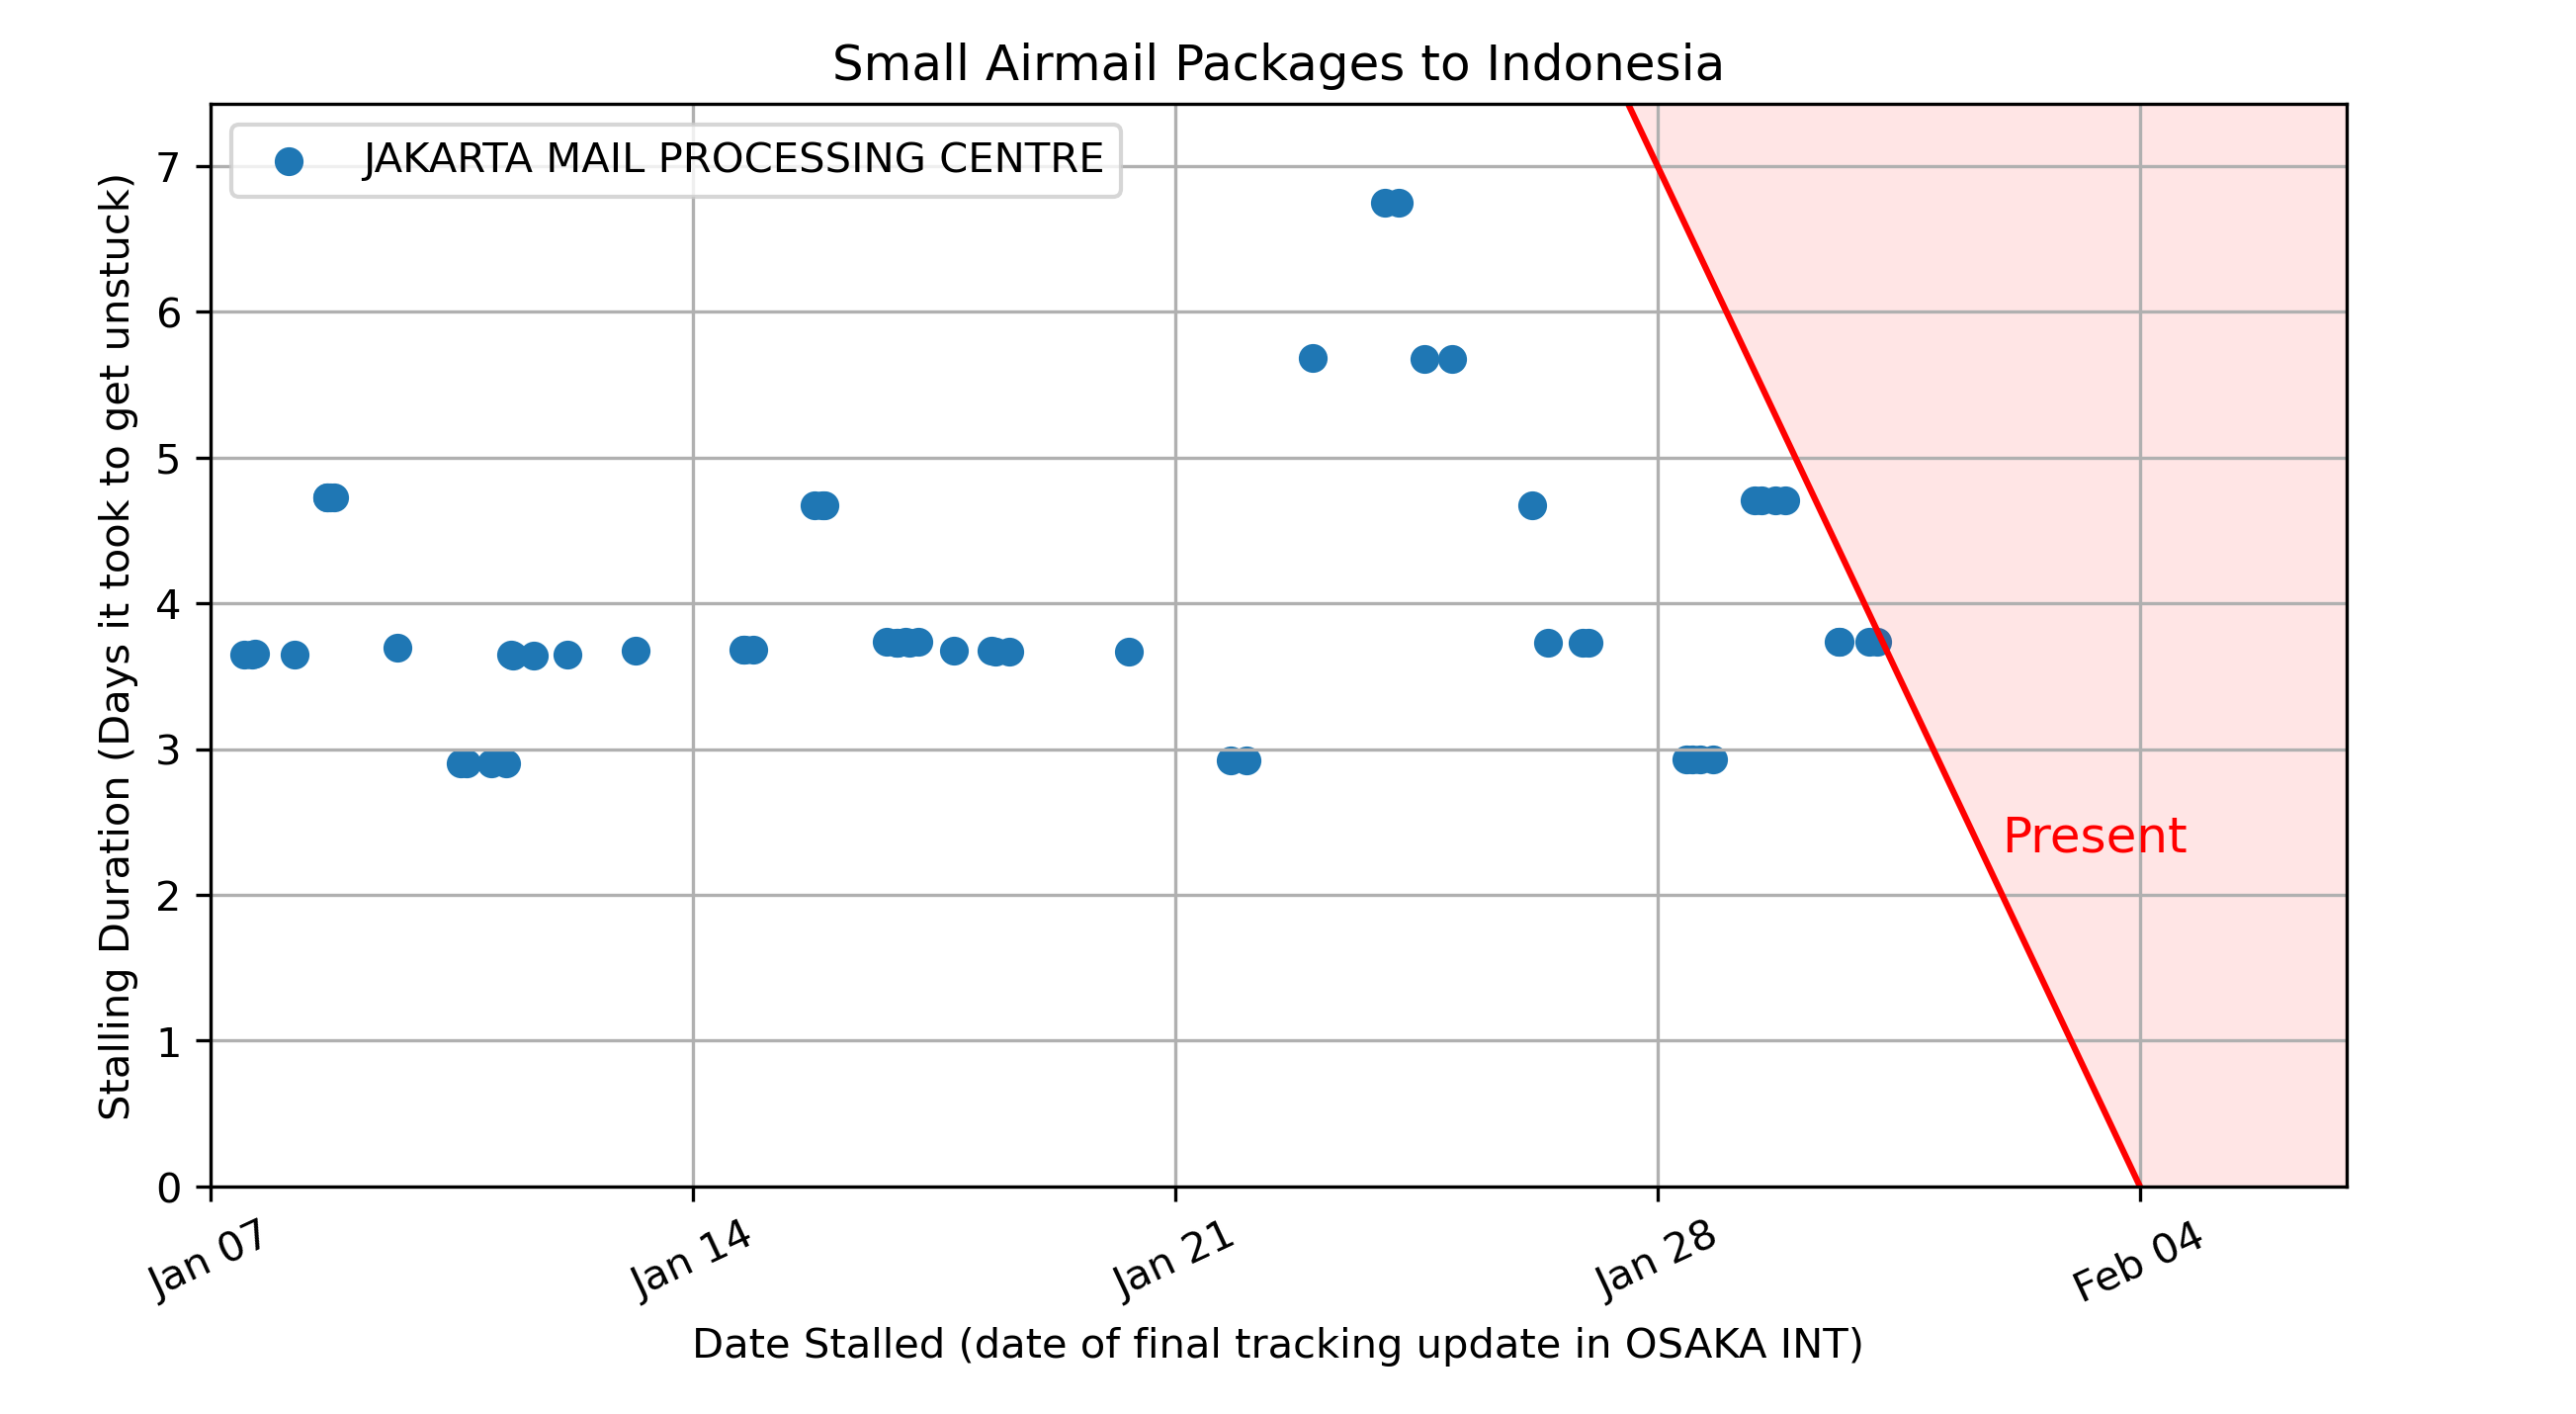 Small Airmail Packages to Indonesia
JAKARTA MAIL PROCESSING CENTRE
Stalling Duration (Days it took to get unstuck)
7
6
5
4
3
2
1
0
Present
Jan 07
Jan 14
Jan 21
Jan 28
Feb 04
Date Stalled (date of final tracking update in OSAKA INT)